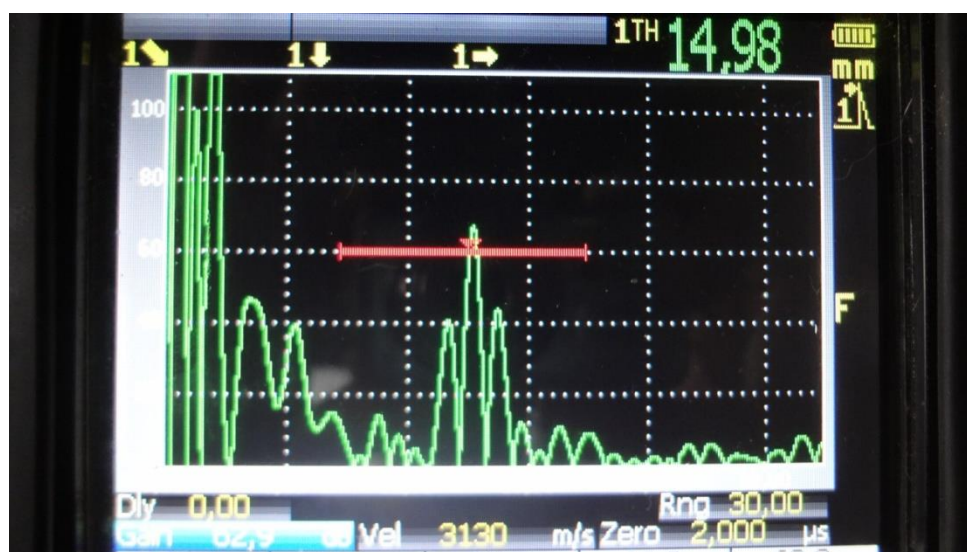 1TH 14,98
1 1 1 mm
100 1
80
60
F
Dly 0,00 Rng 30,00
Gain 62,9 dB Vel 3130 m/s Zero 2,000 µs